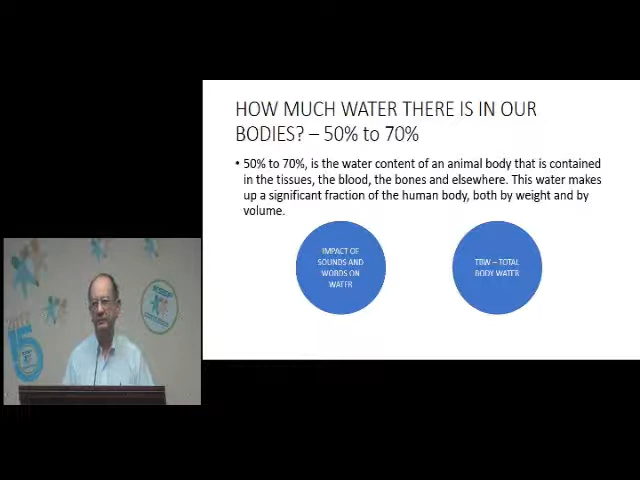 HOW MUCH WATER THERE IS IN OUR
BODIES? – 50% to 70%
• 50% to 70%, is the water content of an animal body that is contained
in the tissues, the blood, the bones and elsewhere. This water makes
up a significant fraction of the human body, both by weight and by
volume.
IMPACT OF
SOUNDS AND
WORDS ON
WATER
TBW – TOTAL
BODY WATER
15